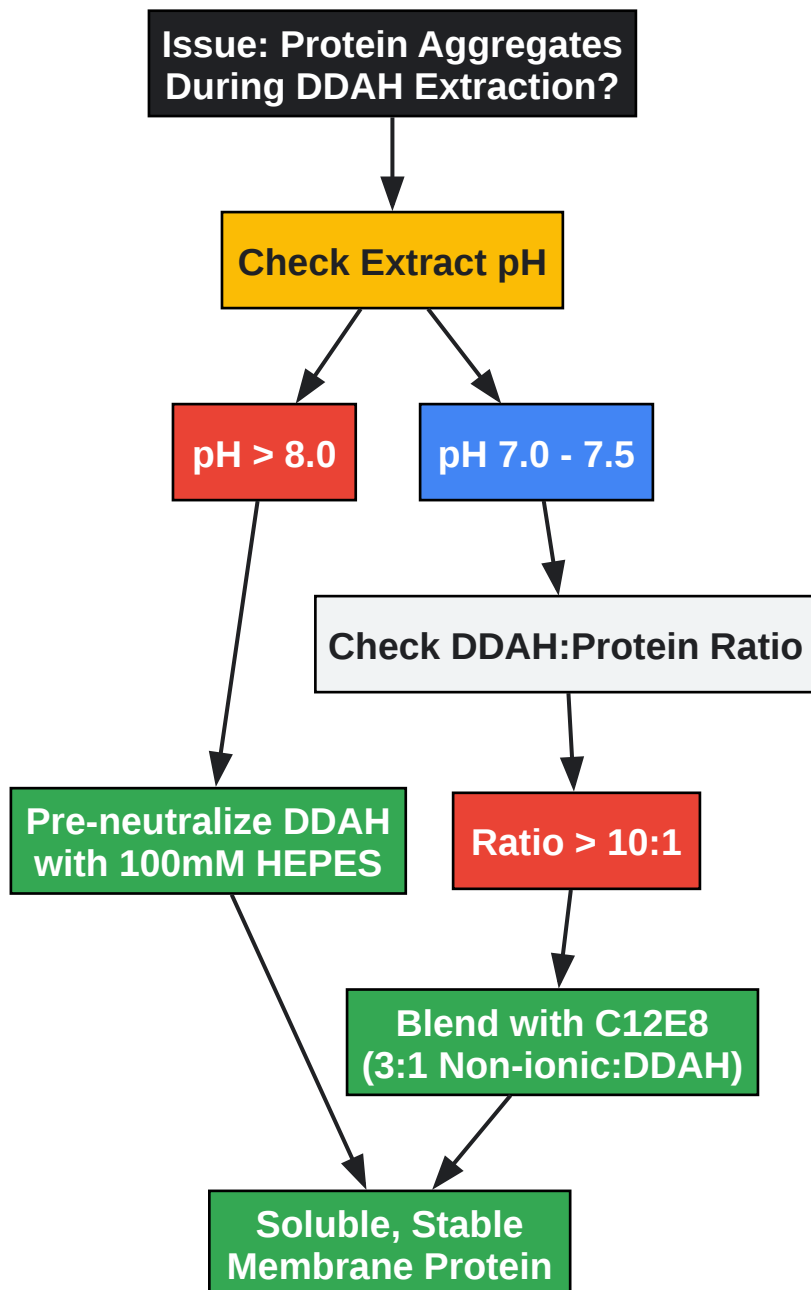 Issue: Protein Aggregates
During DDAH Extraction?
Check Extract pH
pH > 8.0
pH 7.0 - 7.5
Check DDAH:Protein Ratio
Pre-neutralize DDAH
with 100mM HEPES
Ratio > 10:1
Blend with C12E8
(3:1 Non-ionic:DDAH)
Soluble, Stable
Membrane Protein